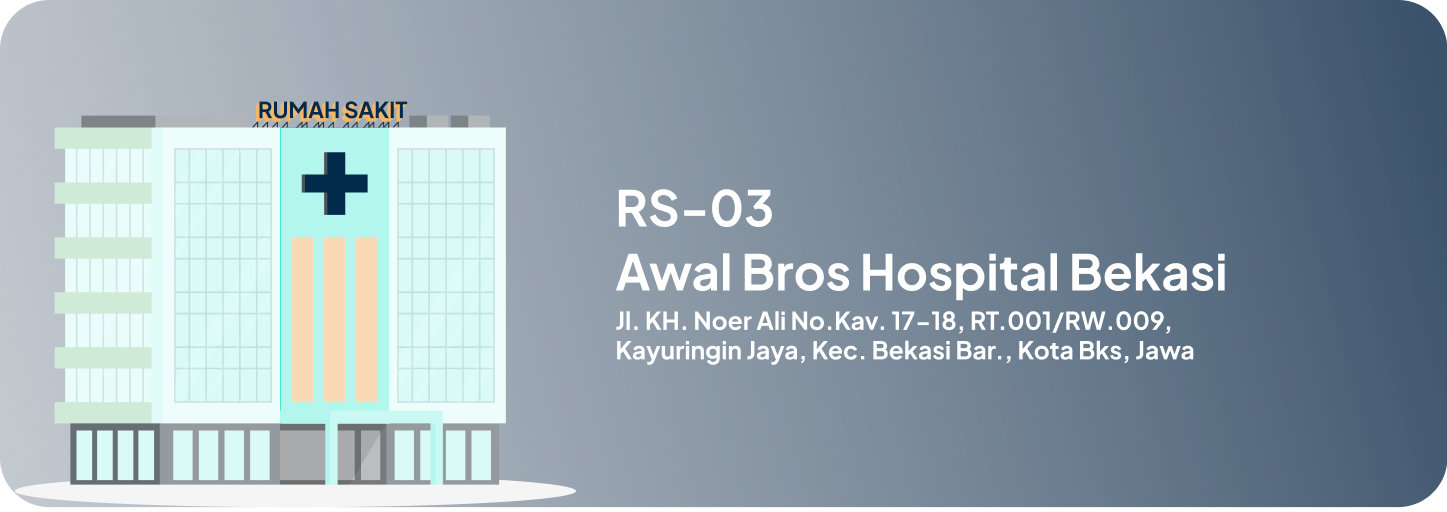 RUMAH SAKIT
RS-03
Awal Bros Hospital Bekasi
Jl. KH. Noer Ali No.Kav. 17-18, RT.001/RW.009,
Kayuringin Jaya, Kec. Bekasi Bar., Kota Bks, Jawa